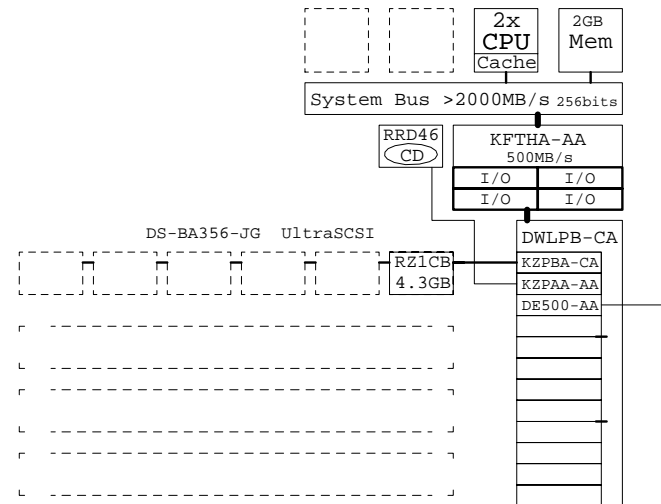 2x
CPU
Cache
2GB
Mem
System Bus >2000MB/s 256bits
RRD46
CD
KFTHA-AA
500MB/s
I/O I/O
I/O I/O
DS-BA356-JG UltraSCSI
DWLPB-CA
RZ1CB
4.3GB
KZPBA-CA
KZPAA-AA
DE500-AA